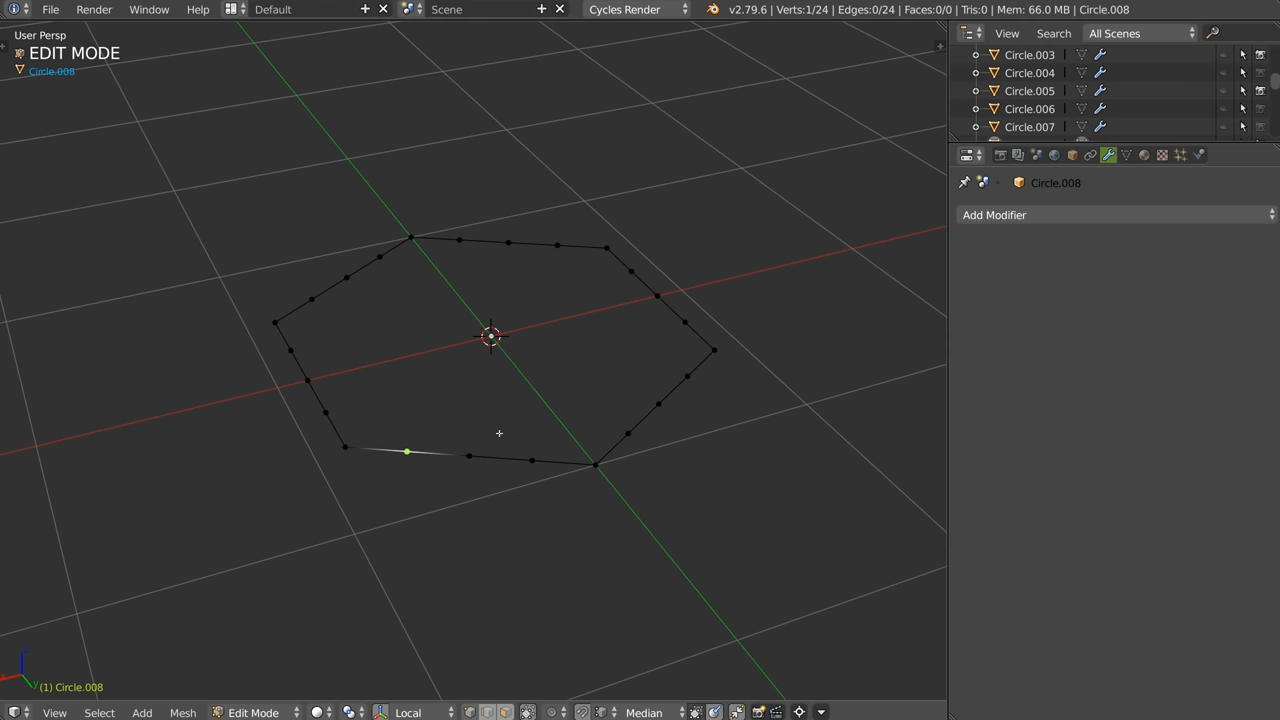 File Render Window Help Default Scene Cycles Render v2.79.6 | Verts:1/24 | Edges:0/24 | Faces:0/0 | Tris:0 | Mem: 66.0 MB | Circle.008
User Persp
EDIT MODE
Circle.008
View Search All Scenes
Circle.003
Circle.004
Circle.005
Circle.006
Circle.007
Circle.008
Add Modifier
z
y
(1) Circle.008
View Select Add Mesh Edit Mode Local Median